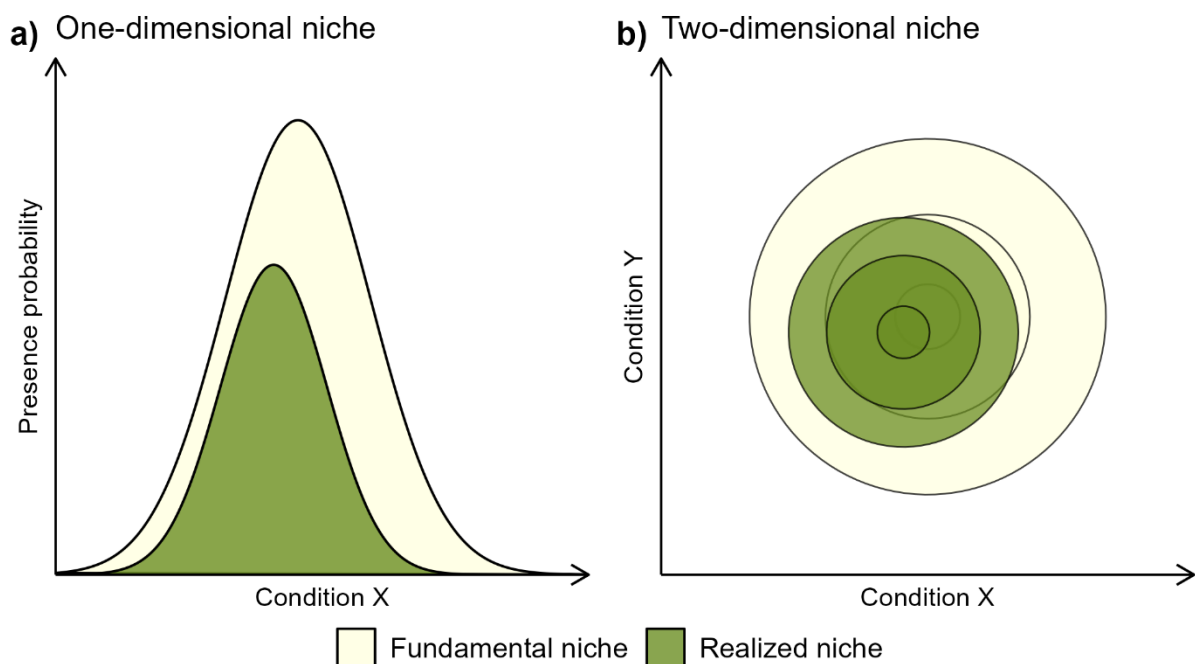 a) One-dimensional niche
Presence probability
Condition X
b) Two-dimensional niche
Condition Y
Condition X
Fundamental niche
Realized niche